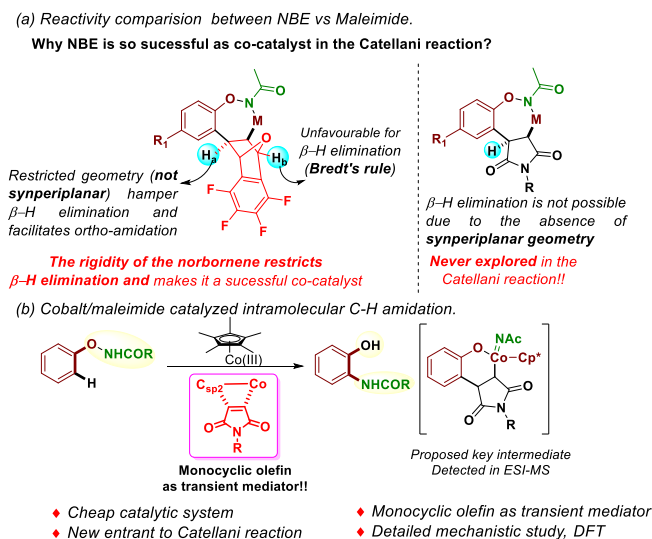 (a) Reactivity comparision between NBE vs Maleimide.
Why NBE is so sucessful as co-catalyst in the Catellani reaction?
O
O
N
M
R1
O
Ha
Hb
F
F
F
F
Restricted geometry (not
synperiplanar) hamper
β–H elimination and
facilitates ortho-amidation
Unfavourable for
β–H elimination
(Bredt's rule)
The rigidity of the norbornene restricts
β–H elimination and makes it a sucessful co-catalyst
O
O
N
M
R1
H
O
O
N
R
β–H elimination is not possible
due to the absence of
synperiplanar geometry
Never explored in the
Catellani reaction!!
(b) Cobalt/maleimide catalyzed intramolecular C-H amidation.
O
NHCOR
H
Co(III)
Csp2
Co
O
O
N
R
Monocyclic olefin
as transient mediator!!
OH
NHCOR
NAc
O
Co
Cp*
O
O
N
R
Proposed key intermediate
Detected in ESI-MS
♦ Cheap catalytic system
♦ New entrant to Catellani reaction
♦ Monocyclic olefin as transient mediator
♦ Detailed mechanistic study, DFT